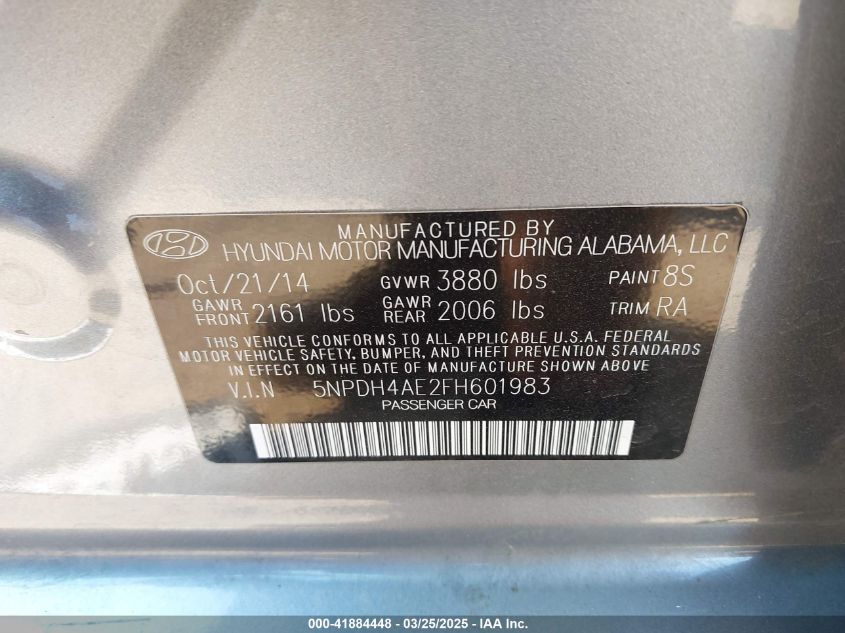 MANUFACTURED BY
HYUNDAI MOTOR MANUFACTURING ALABAMA, LLC
Oct/21/14 GVWR 3880 lbs PAINT 8S
GAWR FRONT 2161 lbs GAWR REAR 2006 lbs TRIM RA
THIS VEHICLE CONFORMS TO ALL APPLICABLE U.S.A. FEDERAL
MOTOR VEHICLE SAFETY, BUMPER, AND THEFT PREVENTION STANDARDS
IN EFFECT ON THE DATE OF MANUFACTURE SHOWN ABOVE
V.I.N 5NPDH4AE2FH601983
PASSENGER CAR
000-41884448 - 03/25/2025 - IAA Inc.